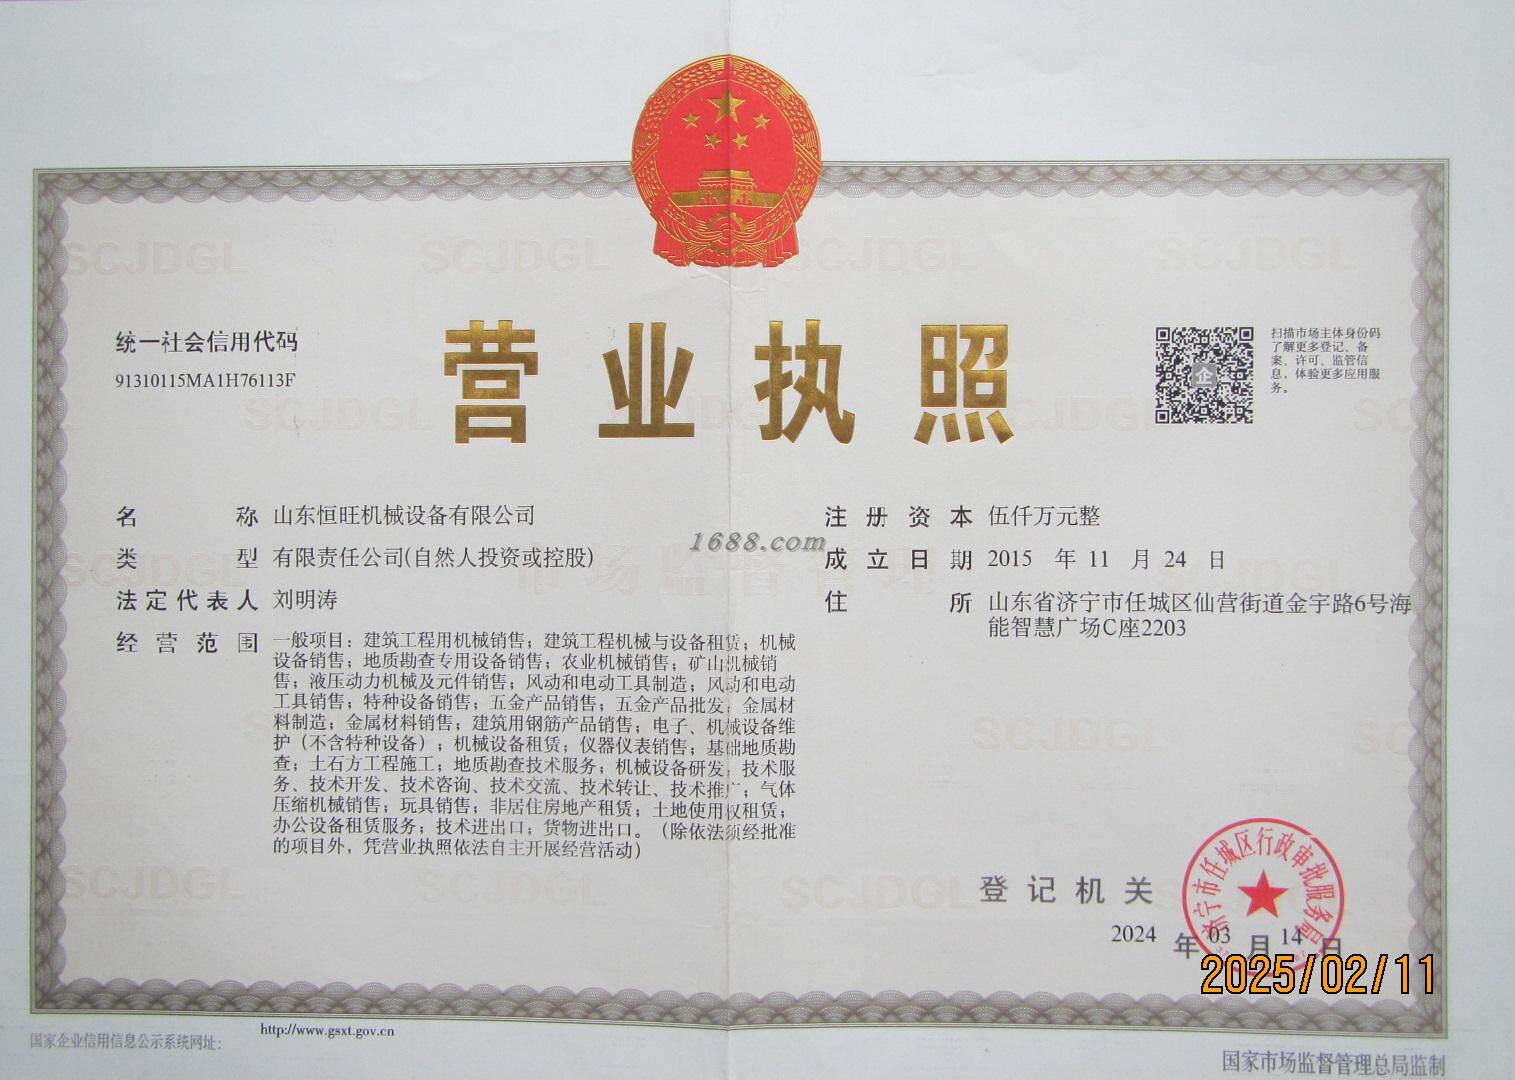 统一社会信用代码
91310115MA1H76113F
营业执照
扫描市场主体身份码
了解更多登记、备
案、许可、监管信
息，体验更多应用服
务。
企
名称 山东恒旺机械设备有限公司
类型 有限责任公司(自然人投资或控股)
法定代表人 刘明涛
经营范围 一般项目：建筑工程用机械销售；建筑工程机械与设备租赁；机械
设备销售；地质勘查专用设备销售；农业机械销售；矿山机械销
售；液压动力机械及元件销售；风动和电动工具制造；风动和电动
工具销售；特种设备销售；五金产品销售；五金产品批发；金属材
料制造；金属材料销售；建筑用钢筋产品销售；电子、机械设备维
护（不含特种设备）；机械设备租赁；仪器仪表销售；基础地质勘
查；土石方工程施工；地质勘查技术服务；机械设备研发；技术服
务、技术开发、技术咨询、技术交流、技术转让、技术推广；气体
压缩机械销售；玩具销售；非居住房地产租赁；土地使用权租赁；
办公设备租赁服务；技术进出口；货物进出口。（除依法须经批准
的项目外，凭营业执照依法自主开展经营活动）
注册资本 伍仟万元整
成立日期 2015 年 11 月 24 日
住所 山东省济宁市任城区仙营街道金宇路6号海
能智慧广场C座2203
1688.com
登记机关
济宁市任城区行政审批服务局
2024 年 03 月 14 日
2025/02/11
国家企业信用信息公示系统网址：
http://www.gsxt.gov.cn
国家市场监督管理总局监制